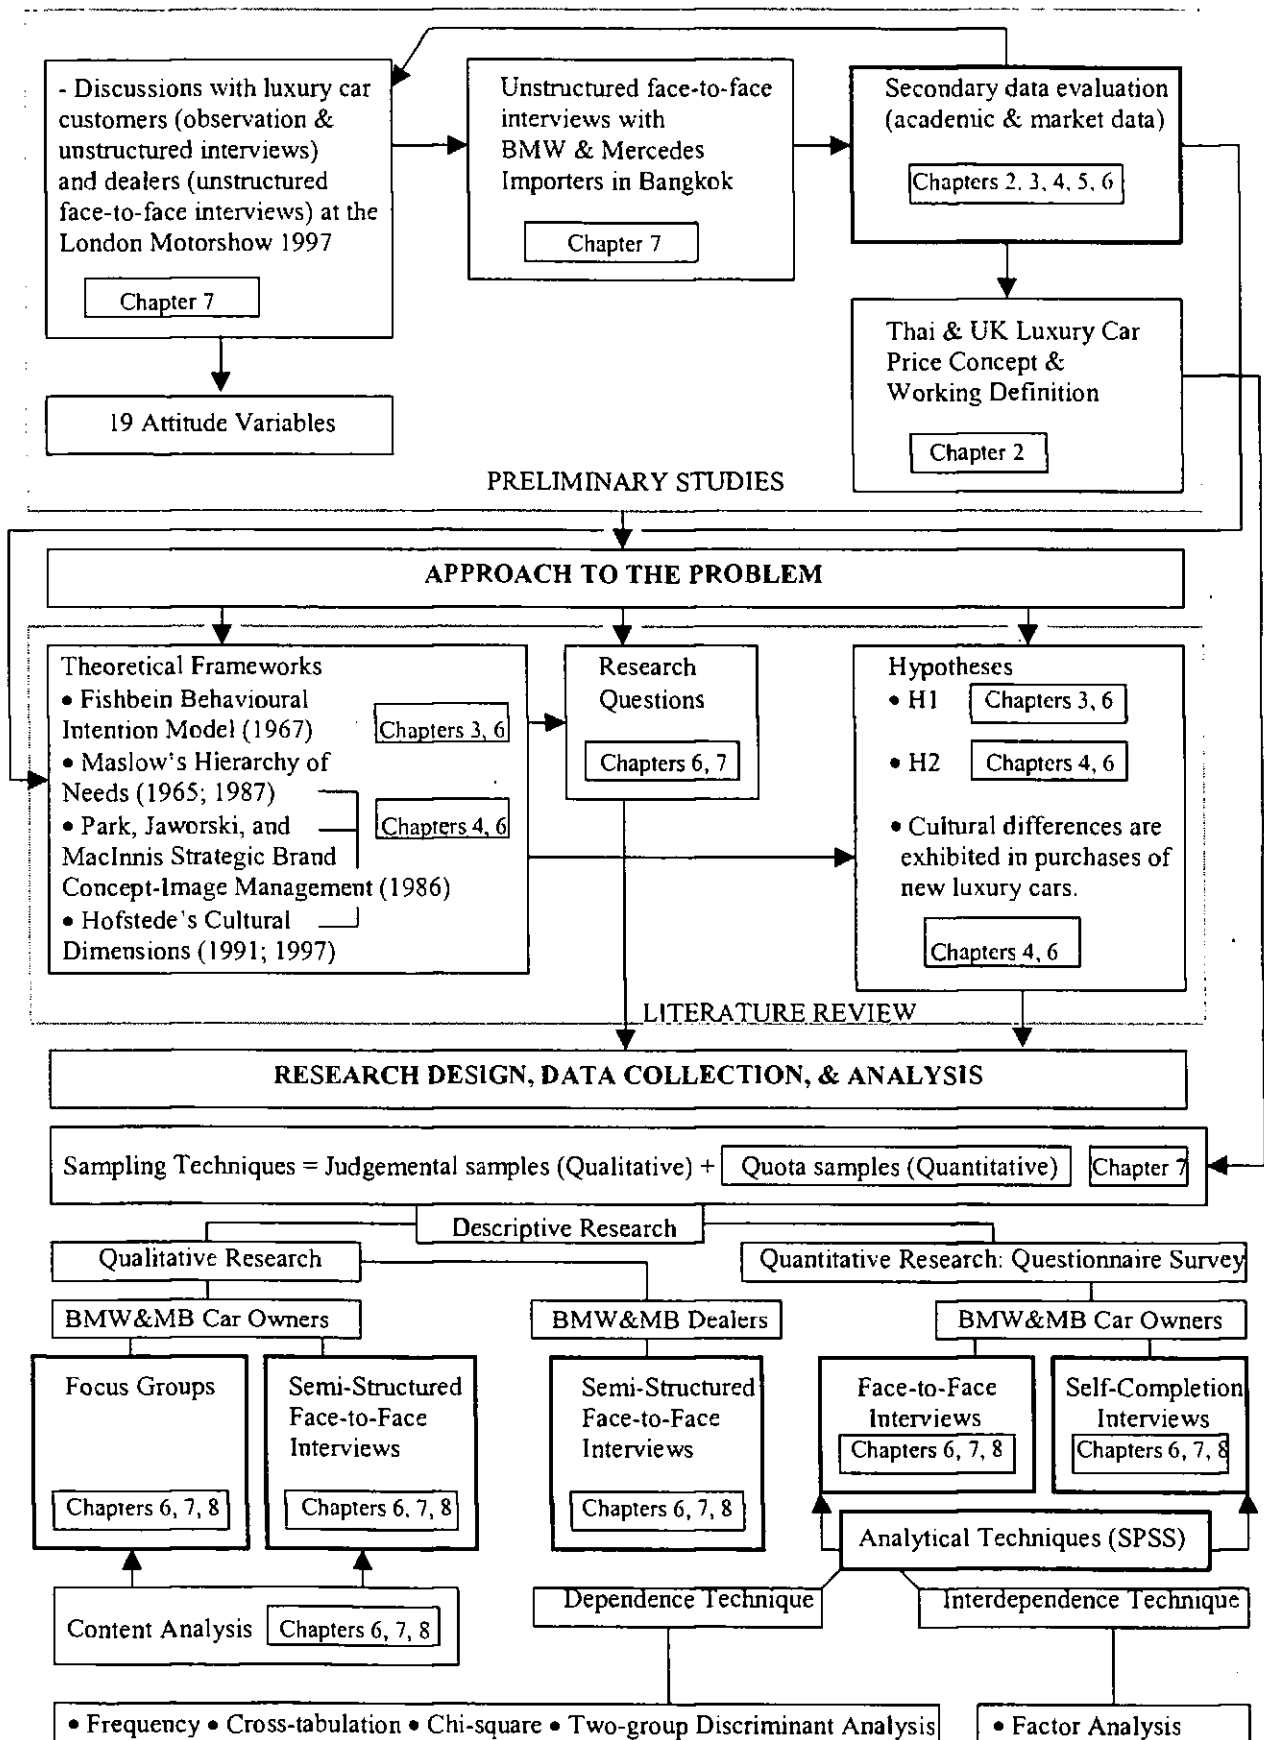 - Discussions with luxury car
customers (observation &
unstructured interviews)
and dealers (unstructured
face-to-face interviews) at the
London Motorshow 1997
Chapter 7
Unstructured face-to-face
interviews with
BMW & Mercedes
Importers in Bangkok
Chapter 7
Secondary data evaluation
(academic & market data)
Chapters 2, 3, 4, 5, 6
19 Attitude Variables
Thai & UK Luxury Car
Price Concept &
Working Definition
Chapter 2
PRELIMINARY STUDIES
APPROACH TO THE PROBLEM
Theoretical Frameworks
• Fishbein Behavioural
Intention Model (1967)
Chapters 3, 6
• Maslow's Hierarchy of
Needs (1965; 1987)
• Park, Jaworski, and
Chapters 4, 6
MacInnis Strategic Brand
Concept-Image Management (1986)
• Hofstede's Cultural
Dimensions (1991; 1997)
Research
Questions
Chapters 6, 7
Hypotheses
• H1 Chapters 3, 6
• H2 Chapters 4, 6
• Cultural differences are
exhibited in purchases of
new luxury cars.
Chapters 4, 6
LITERATURE REVIEW
RESEARCH DESIGN, DATA COLLECTION, & ANALYSIS
Sampling Techniques = Judgemental samples (Qualitative) + Quota samples (Quantitative) Chapter 7
Descriptive Research
Qualitative Research
Quantitative Research: Questionnaire Survey
BMW&MB Car Owners
BMW&MB Dealers
BMW&MB Car Owners
Focus Groups
Chapters 6, 7, 8
Semi-Structured
Face-to-Face
Interviews
Chapters 6, 7, 8
Semi-Structured
Face-to-Face
Interviews
Chapters 6, 7, 8
Face-to-Face
Interviews
Chapters 6, 7, 8
Self-Completion
Interviews
Chapters 6, 7, 8
Analytical Techniques (SPSS)
Content Analysis Chapters 6, 7, 8
Dependence Technique
Interdependence Technique
• Frequency • Cross-tabulation • Chi-square • Two-group Discriminant Analysis
• Factor Analysis